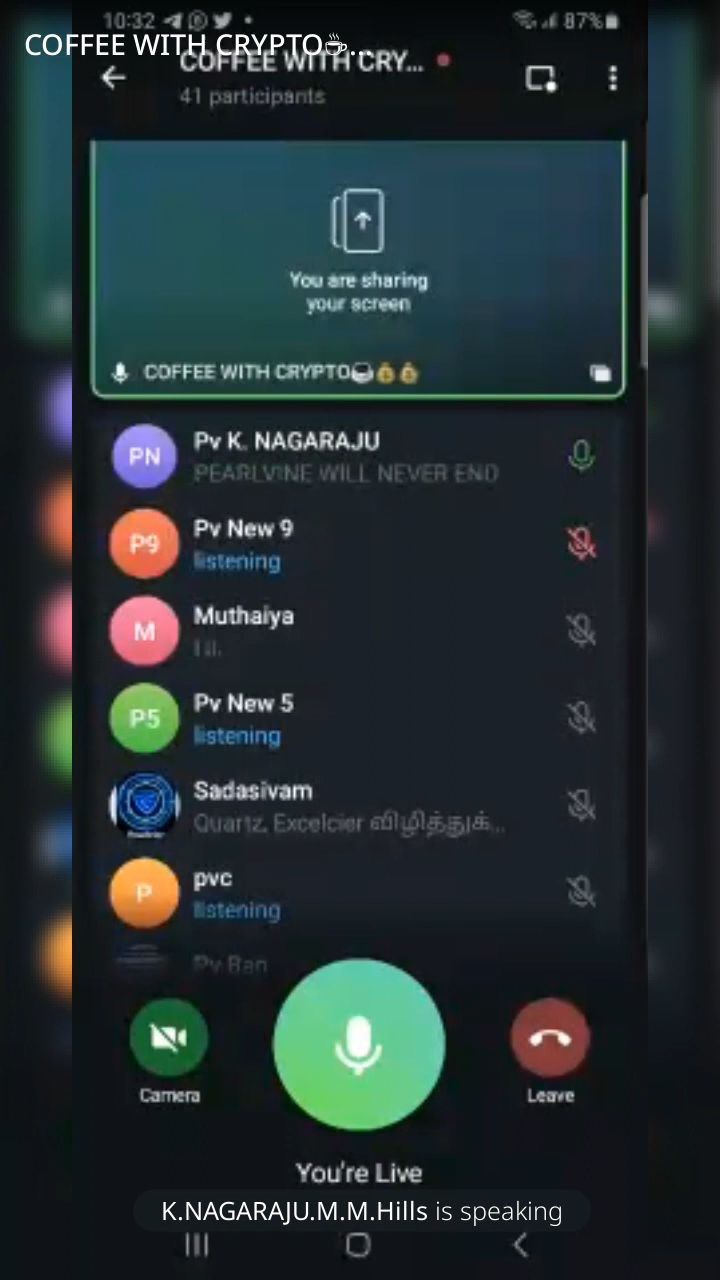 10:32
87%
COFFEE WITH CRYPTO☕...
COFFEE WITH CRY...
41 participants
You are sharing
your screen
COFFEE WITH CRYPTO☕💰💰
PN
Pv K. NAGARAJU
PEARLVINE WILL NEVER END
P9
Pv New 9
listening
M
Muthaiya
P5
Pv New 5
listening
Sadasivam
Quartz, Excelcier விழித்துக்...
P
pvc
listening
Pv Ban
Camera
Leave
You're Live
K.NAGARAJU.M.M.Hills is speaking